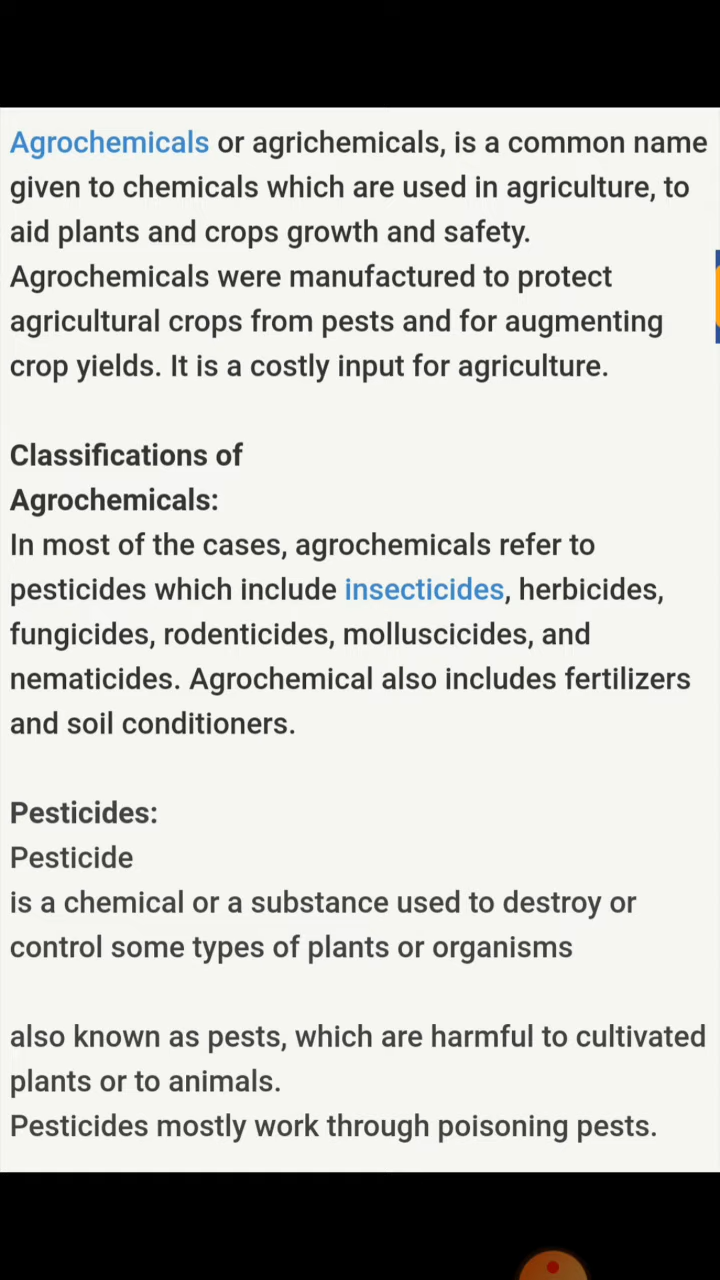 Agrochemicals or agrichemicals, is a common name
given to chemicals which are used in agriculture, to
aid plants and crops growth and safety.
Agrochemicals were manufactured to protect
agricultural crops from pests and for augmenting
crop yields. It is a costly input for agriculture.
Classifications of
Agrochemicals:
In most of the cases, agrochemicals refer to
pesticides which include insecticides, herbicides,
fungicides, rodenticides, molluscicides, and
nematicides. Agrochemical also includes fertilizers
and soil conditioners.
Pesticides:
Pesticide
is a chemical or a substance used to destroy or
control some types of plants or organisms
also known as pests, which are harmful to cultivated
plants or to animals.
Pesticides mostly work through poisoning pests.